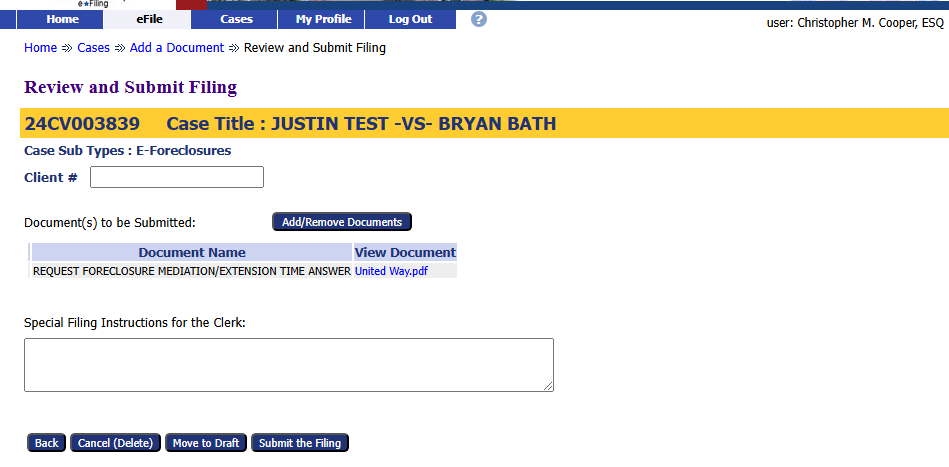 e★Filing
Home eFile Cases My Profile Log Out ?
user: Christopher M. Cooper, ESQ
Home ⇒ Cases ⇒ Add a Document ⇒ Review and Submit Filing
Review and Submit Filing
24CV003839 Case Title : JUSTIN TEST -VS- BRYAN BATH
Case Sub Types : E-Foreclosures
Client #
Document(s) to be Submitted: Add/Remove Documents
Document Name View Document
REQUEST FORECLOSURE MEDIATION/EXTENSION TIME ANSWER United Way.pdf
Special Filing Instructions for the Clerk:
Back Cancel (Delete) Move to Draft Submit the Filing